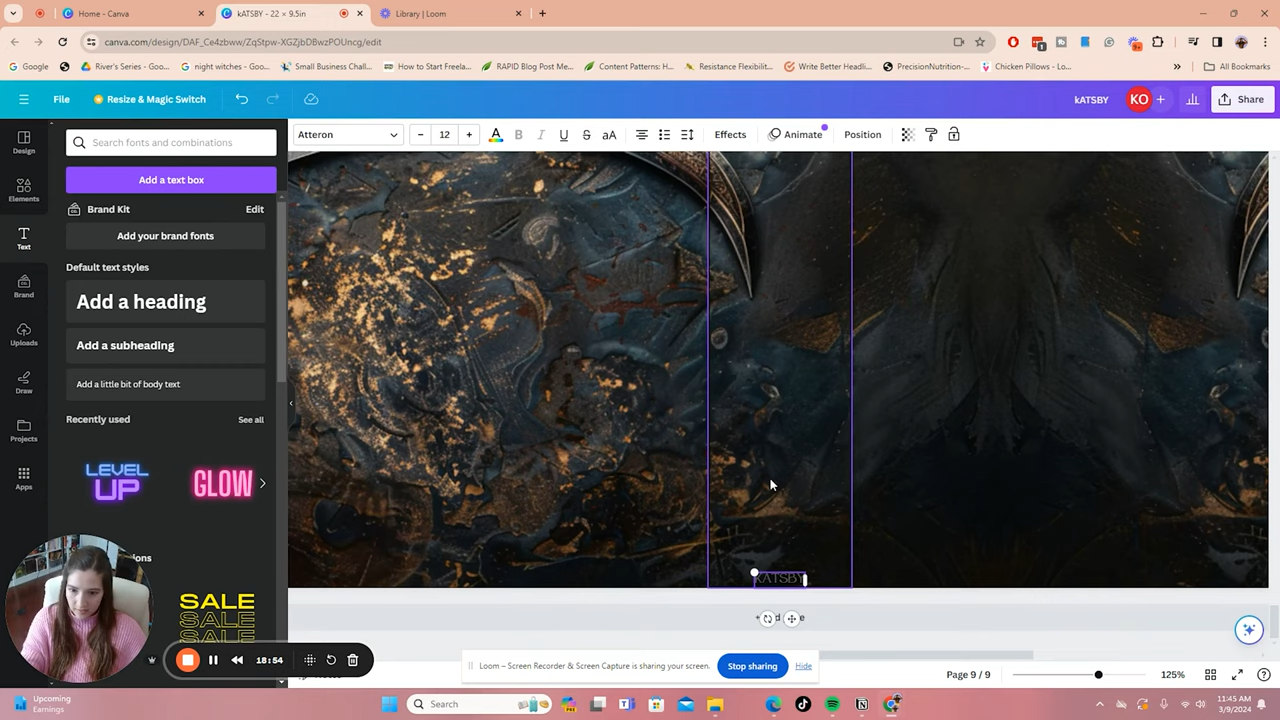 Home - Canva
kATSBY - 22 × 9.5in
Library | Loom
canva.com/design/DAF_Ce4zbww/ZqStpw-XGZjbDBwzPOUncg/edit
Google
River's Series - Goo...
night witches - Goo...
Small Business Chall...
How to Start Freela...
RAPID Blog Post Me...
Content Patterns: H...
Resistance Flexibilit...
Write Better Headli...
PrecisionNutrition-...
Chicken Pillows - Lo...
All Bookmarks
File
Resize & Magic Switch
kATSBY
KO
Share
Atteron
12
A
B
I
U
S
aA
Effects
Animate
Position
Design
Elements
Text
Brand
Uploads
Draw
Projects
Apps
Search fonts and combinations
Add a text box
Brand Kit
Edit
Add your brand fonts
Default text styles
Add a heading
Add a subheading
Add a little bit of body text
Recently used
See all
LEVEL
UP
GLOW
SALE
SALE
SALE
KATSBY
18:54
Loom – Screen Recorder & Screen Capture is sharing your screen.
Stop sharing
Hide
Page 9 / 9
125%
Upcoming
Earnings
Search
11:45 AM
3/9/2024